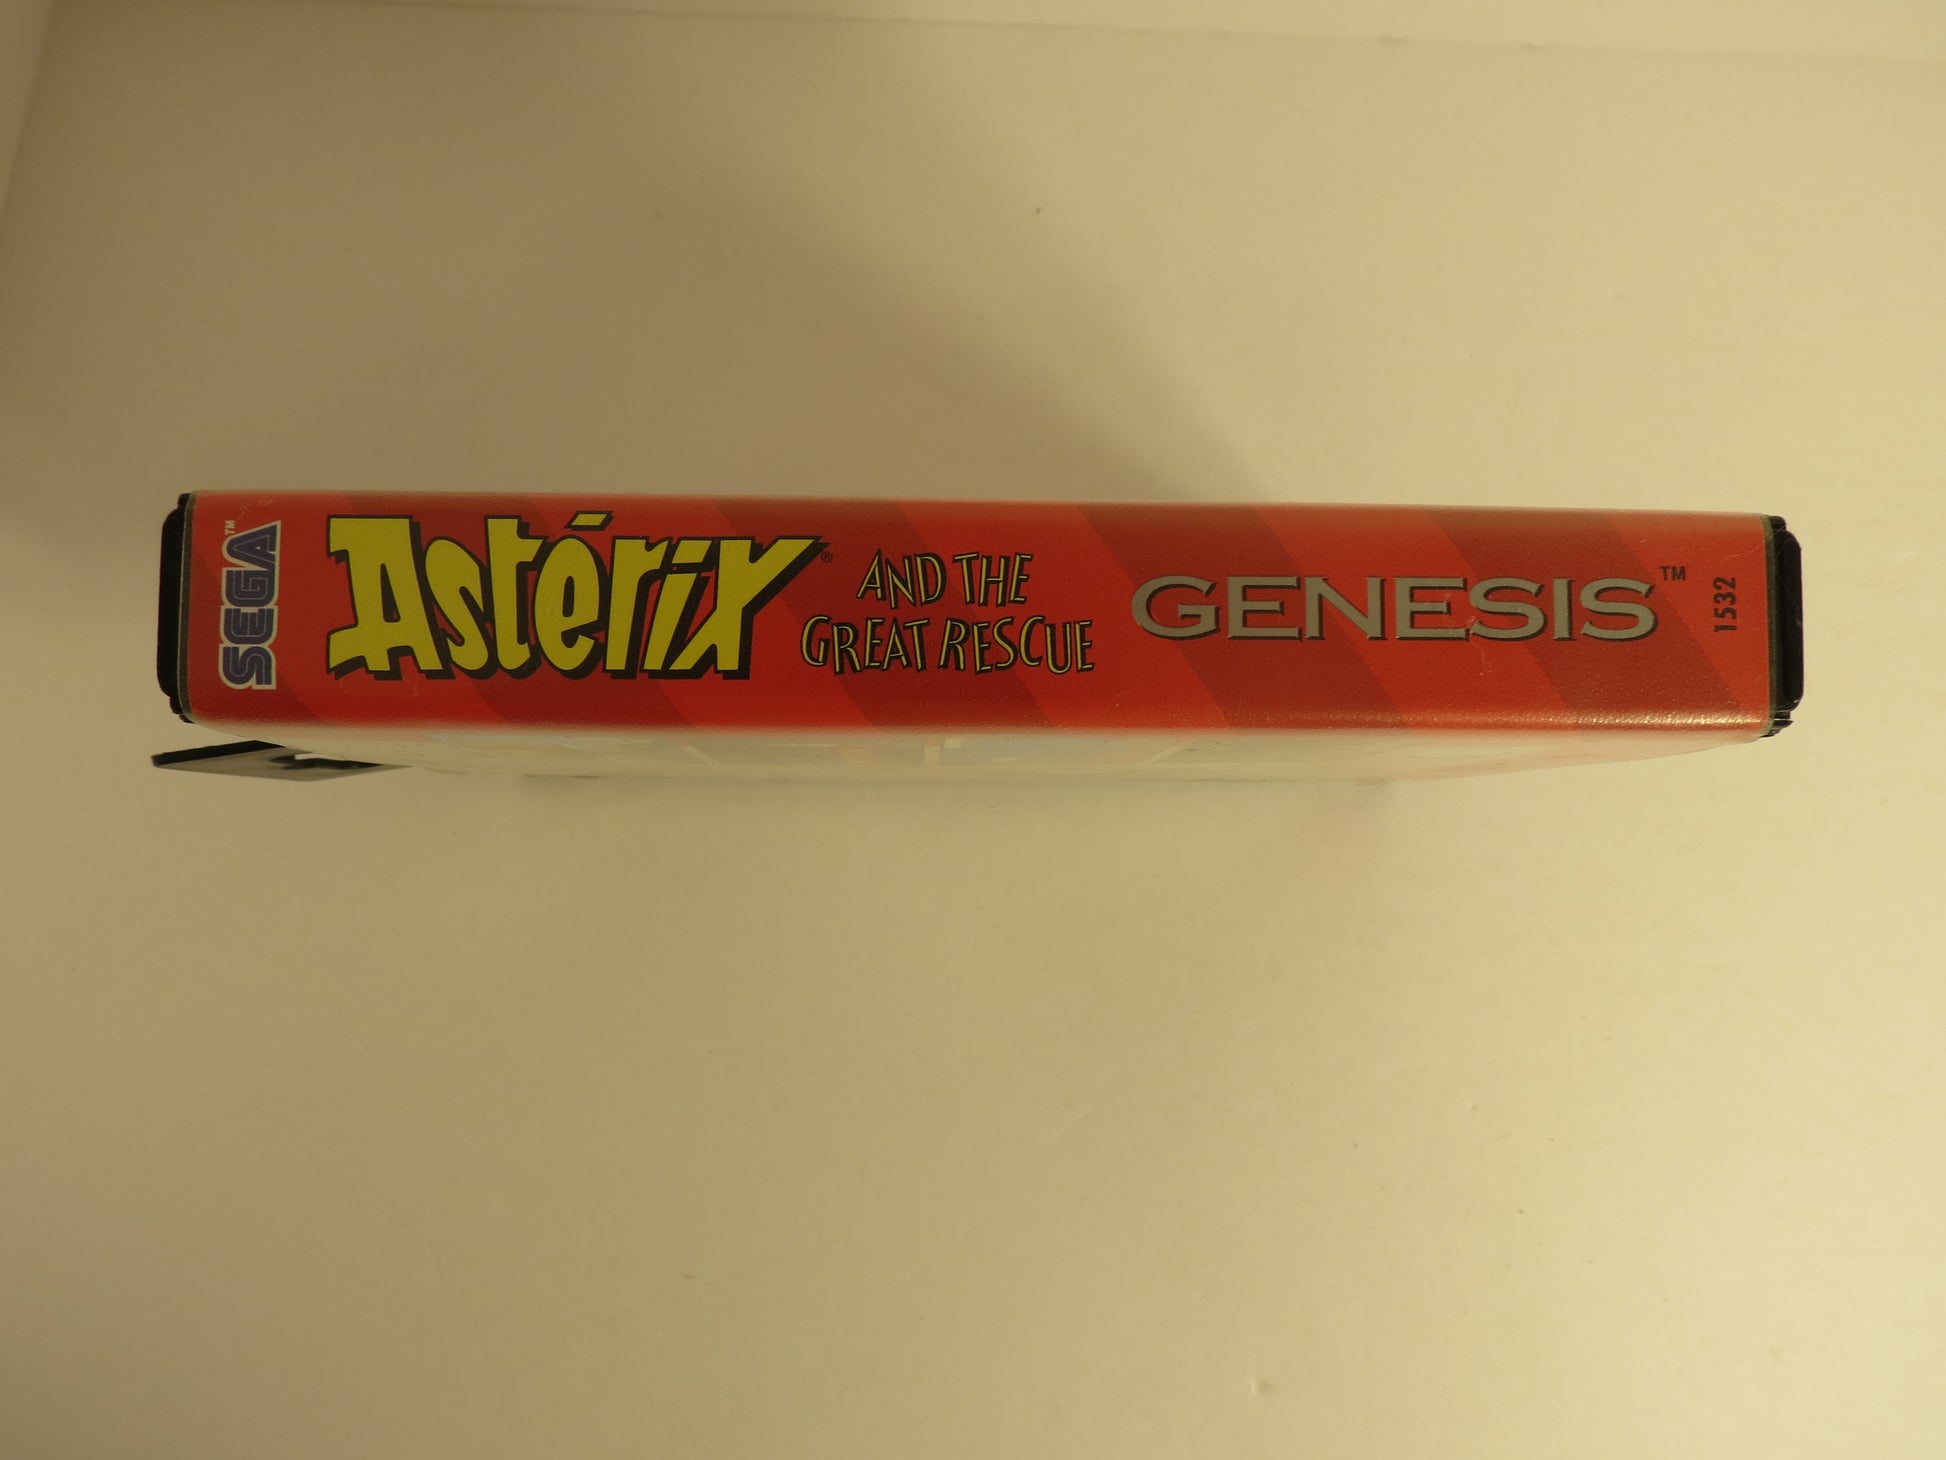 SEGA™
Astérix®
AND THE
GREAT RESCUE
GENESIS™
1532